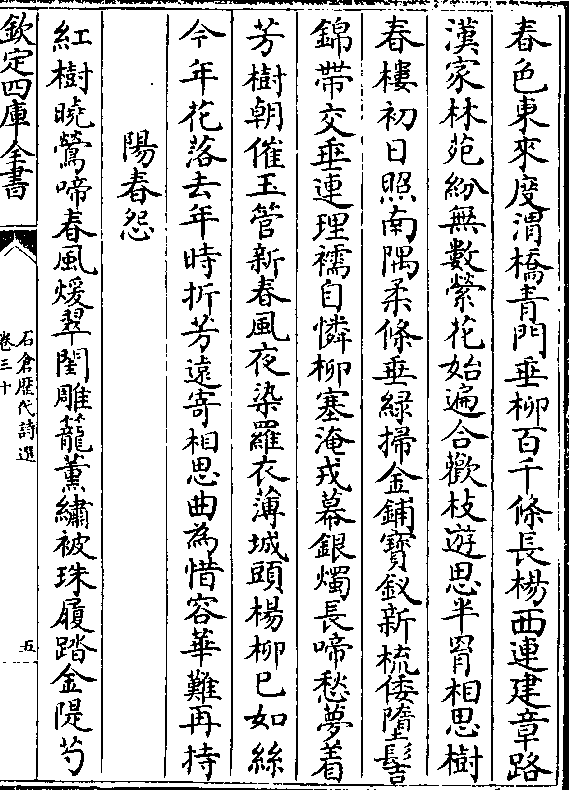 春色東來度渭橋青門垂柳百千條長楊西連建章路
漢家林苑紛無數縈花始遍合歡枝遊思半罥相思樹
春樓初日照南隅柔條垂綠掃金鋪寳釵新梳倭墮髻
錦帶交垂連理襦自憐柳塞淹戎幕銀燭長啼愁夢着
芳樹朝催玉管新春風夜染羅衣薄城頭楊柳已如絲
今年花落去年時折芳遠寄相思曲為惜容華難再持
陽春怨
紅樹曉鶯啼春風煖翠閨雕蘢薰繡被珠履踏金隄芍
欽定四庫全書
石倉歴代詩選
卷三十
五